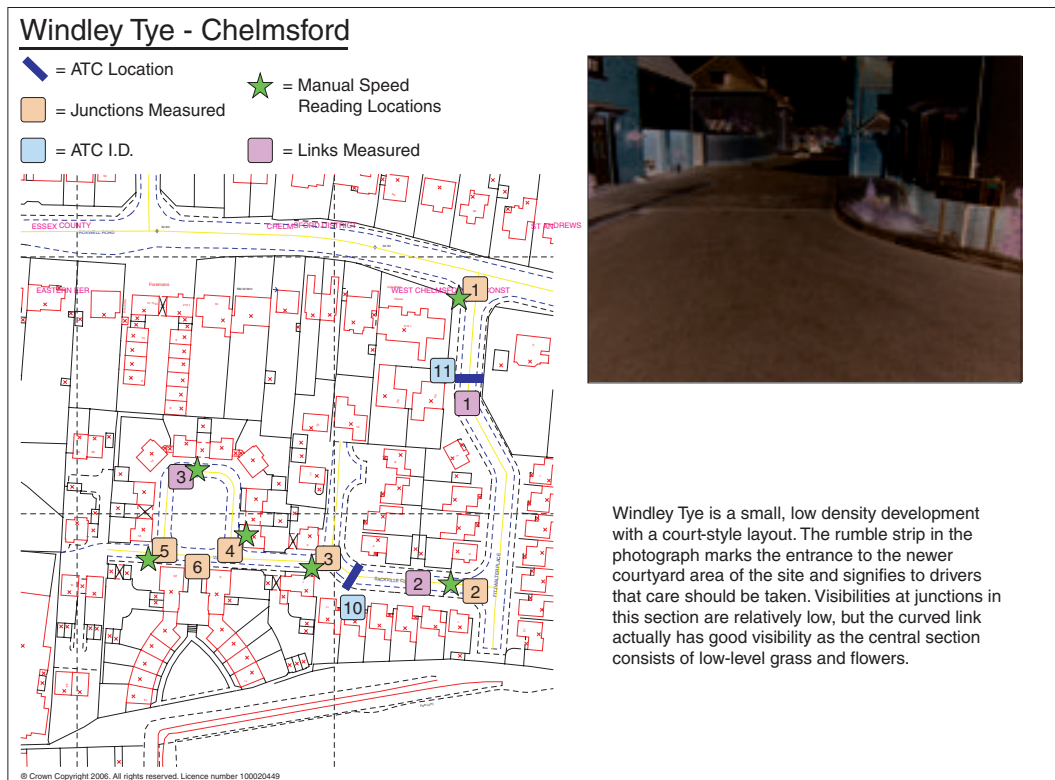 Windley Tye - Chelmsford
= ATC Location
= Manual Speed
Reading Locations
= Junctions Measured
= ATC I.D.
= Links Measured
ESSEX COUNTY
CHELMSFORD DISTRICT
ST ANDREWS
ROXWELL ROAD
WEST CHELMSFORD CONST
1
11
1
3
5
4
3
6
2
2
10
Windley Tye is a small, low density development
with a court-style layout. The rumble strip in the
photograph marks the entrance to the newer
courtyard area of the site and signifies to drivers
that care should be taken. Visibilities at junctions in
this section are relatively low, but the curved link
actually has good visibility as the central section
consists of low-level grass and flowers.
© Crown Copyright 2006. All rights reserved. Licence number 100020449